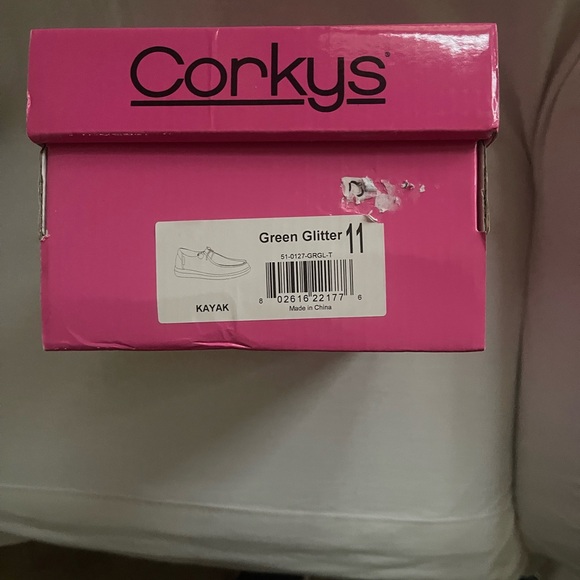 Corkys
Green Glitter 11
51-0127-GRGL-T
KAYAK
8 02616 22177 6
Made in China